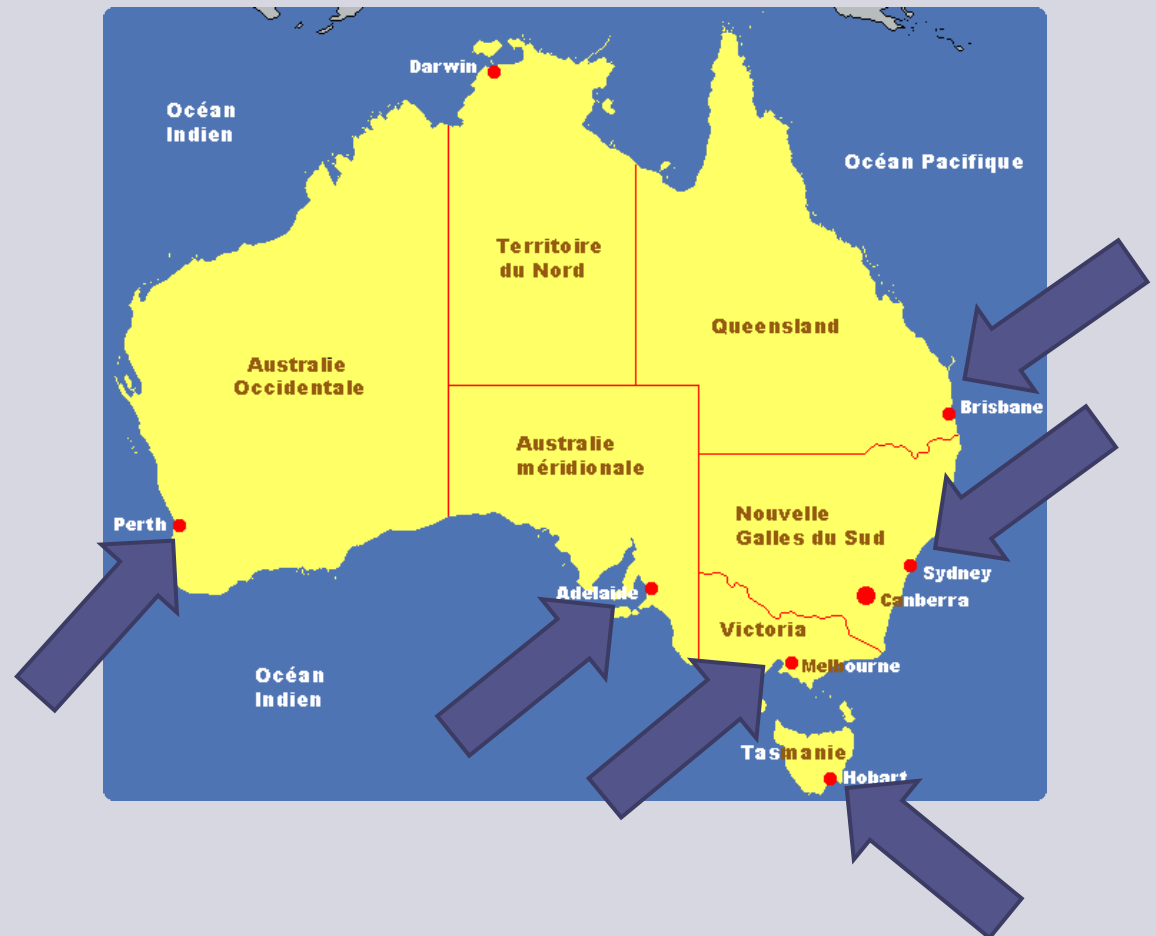 Darwin
Océan
Indien
Océan Pacifique
Territoire
du Nord
Queensland
Australie
Occidentale
Brisbane
Australie
méridionale
Nouvelle
Galles du Sud
Perth
Sydney
Adelaide
Canberra
Victoria
Melbourne
Océan
Indien
Tasmanie
Hobart